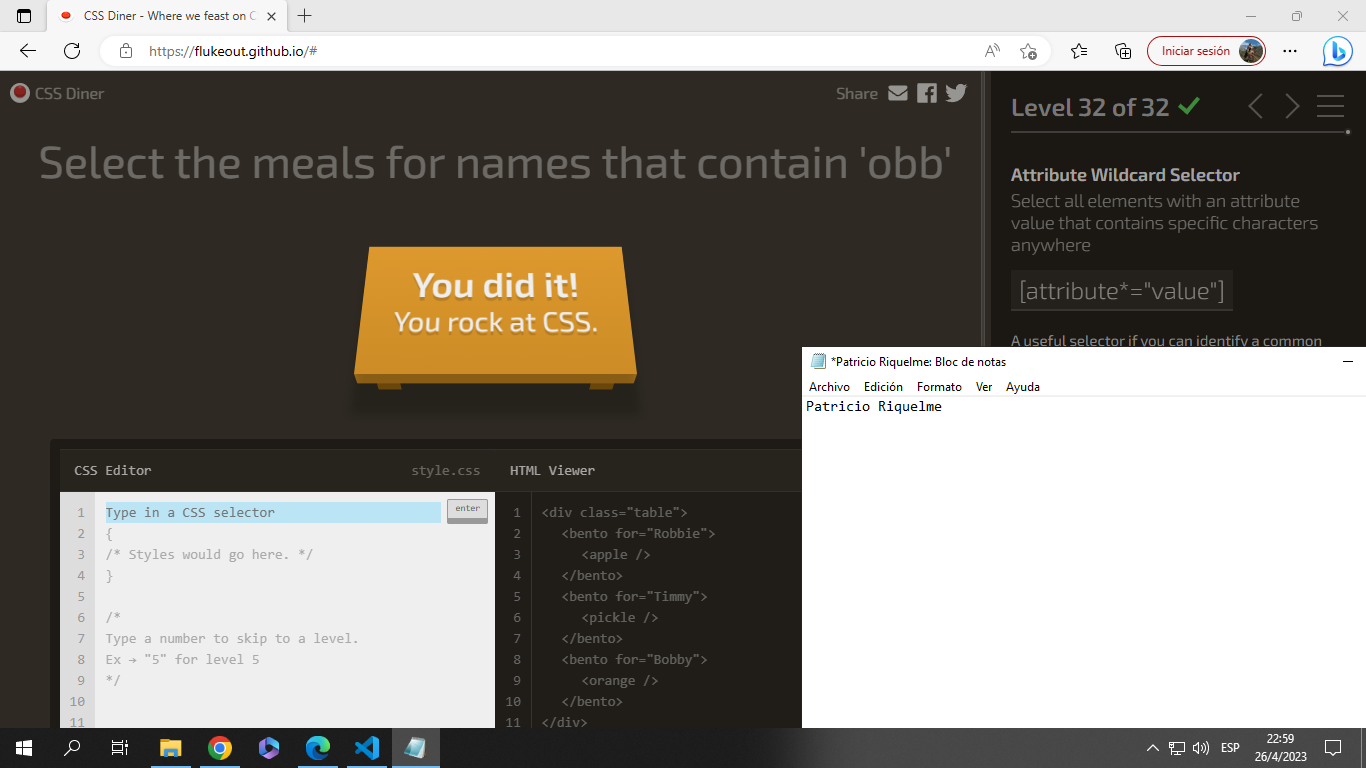 CSS Diner - Where we feast on C
https://flukeout.github.io/#
Iniciar sesión
CSS Diner
Share
Select the meals for names that contain 'obb'
You did it!
You rock at CSS.
Level 32 of 32
Attribute Wildcard Selector
Select all elements with an attribute
value that contains specific characters
anywhere
[attribute*="value"]
A useful selector if you can identify a common
CSS Editor
style.css
1 Type in a CSS selector
enter
2 {
3 /* Styles would go here. */
4 }
5
6 /*
7 Type a number to skip to a level.
8 Ex → "5" for level 5
9 */
10
11
HTML Viewer
1 <div class="table">
2 <bento for="Robbie">
3 <apple />
4 </bento>
5 <bento for="Timmy">
6 <pickle />
7 </bento>
8 <bento for="Bobby">
9 <orange />
10 </bento>
11 </div>
*Patricio Riquelme: Bloc de notas
Archivo Edición Formato Ver Ayuda
Patricio Riquelme
ESP
22:59
26/4/2023